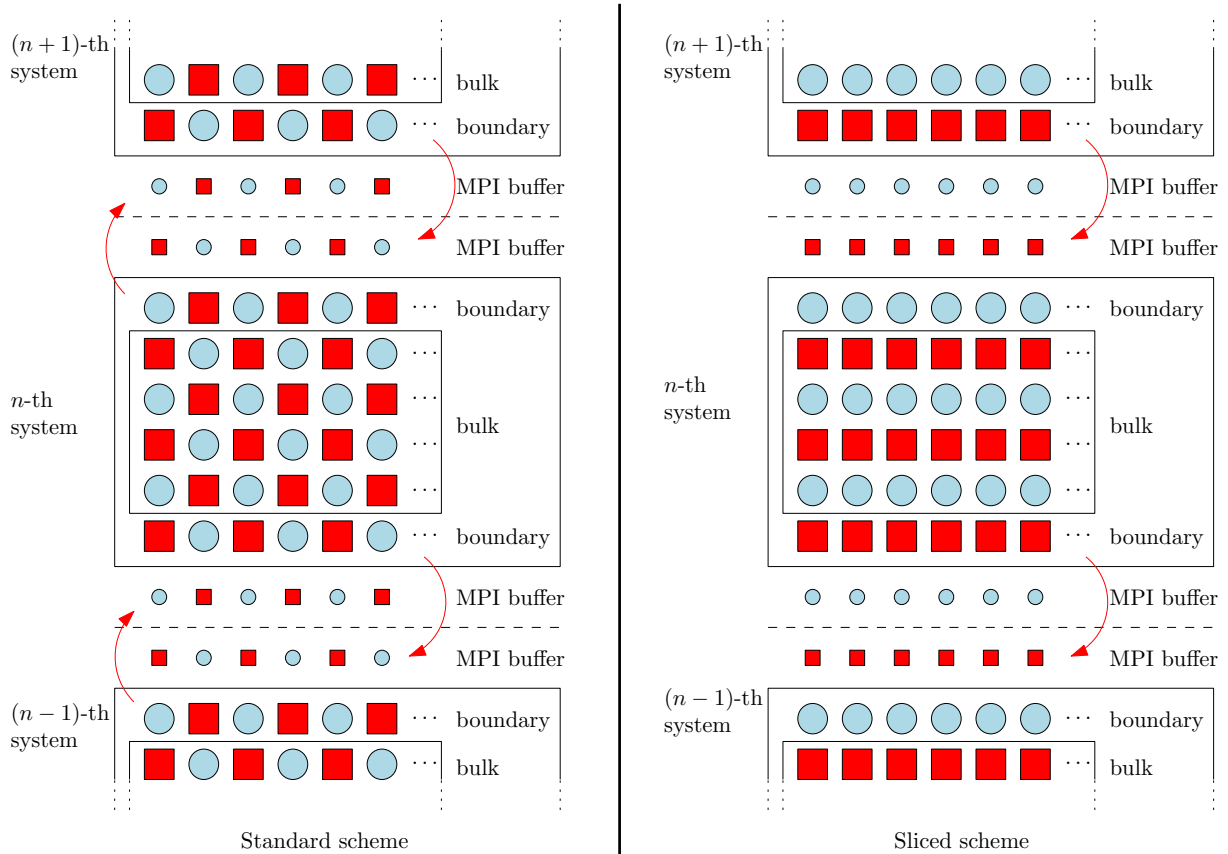 (n + 1)-th
system
··· bulk
··· boundary
MPI buffer
MPI buffer
··· boundary
···
n-th
system
···
bulk
···
···
··· boundary
MPI buffer
MPI buffer
(n − 1)-th
system
··· boundary
··· bulk
Standard scheme
(n + 1)-th
system
··· bulk
··· boundary
MPI buffer
MPI buffer
··· boundary
···
n-th
system
···
bulk
···
···
··· boundary
MPI buffer
MPI buffer
(n − 1)-th
system
··· boundary
··· bulk
Sliced scheme